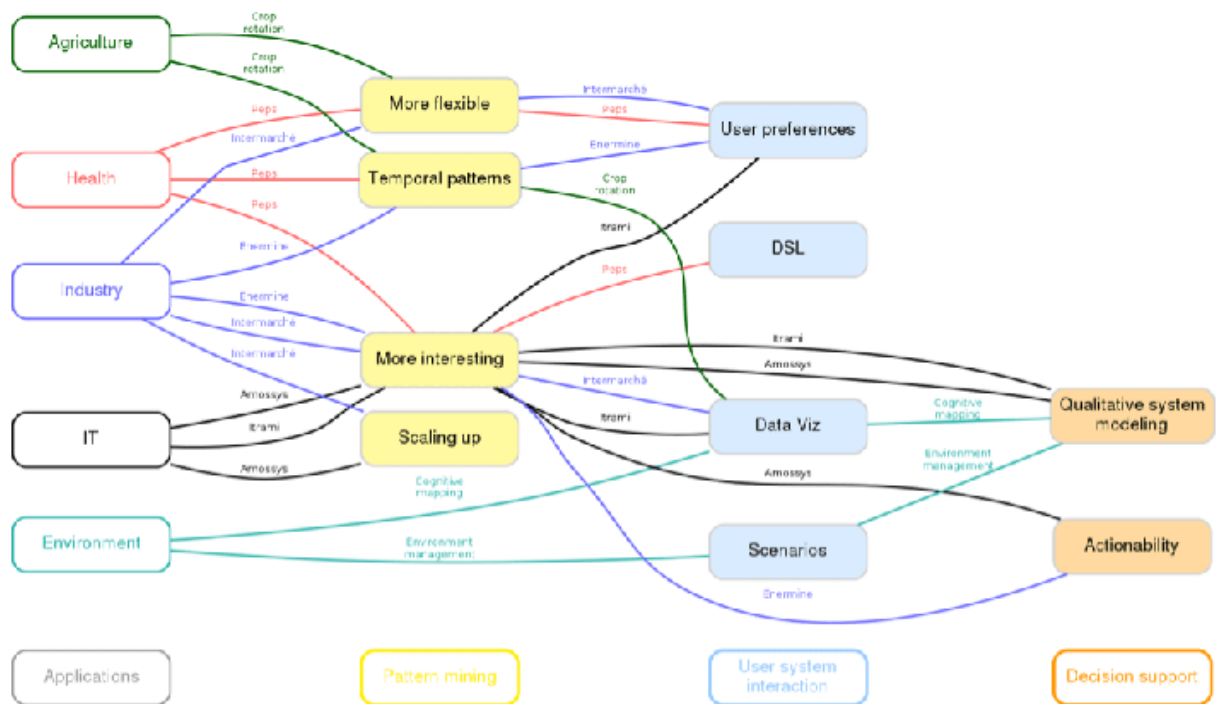 Crop
rotation
Agriculture
Crop
rotation
More flexible
Intermarché
Peps
User preferences
Peps
Intermarché
Enermine
Health
Peps
Temporal patterns
Crop
rotation
Peps
Itrami
Enermine
DSL
Peps
Industry
Enermine
Intermarché
Intermarché
More interesting
Itrami
Amossys
Intermarché
Amossys
Itrami
IT
Scaling up
Itrami
Data Viz
Cognitive
mapping
Qualitative system
modeling
Amossys
Amossys
Environment
management
Cognitive
mapping
Environment
Environment
management
Scenarios
Actionability
Enermine
Applications
Pattern mining
User system
interaction
Decision support